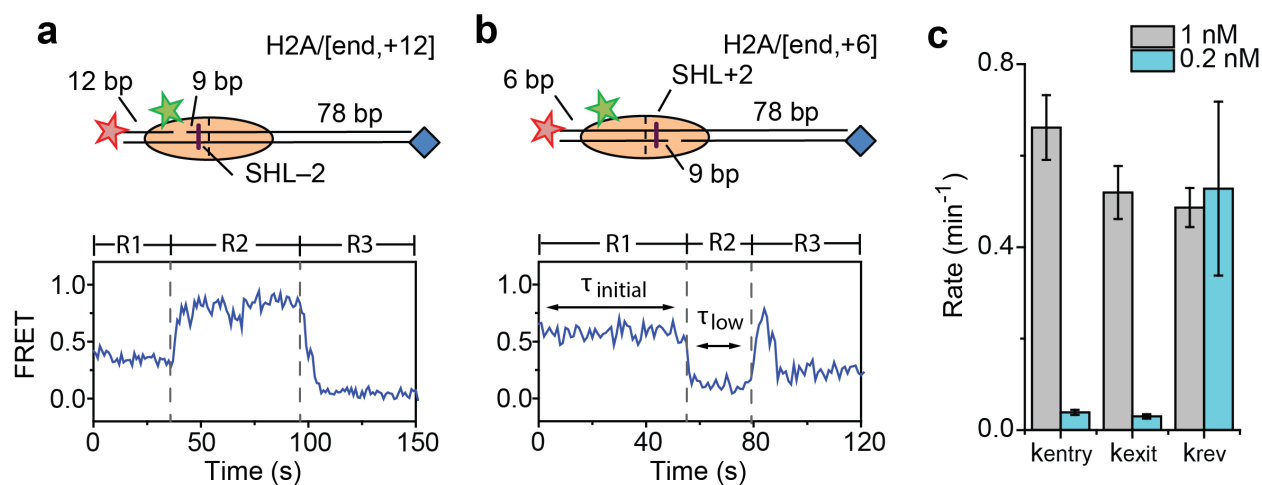 a
H2A/[end,+12]
12 bp
9 bp
78 bp
SHL–2
R1
R2
R3
1.0
0.5
0.0
FRET
0
50
100
150
Time (s)
b
H2A/[end,+6]
6 bp
SHL+2
78 bp
9 bp
R1
R2
R3
τ initial
τ low
1.0
0.5
0.0
0
40
80
120
Time (s)
c
1 nM
0.2 nM
0.8
0.4
0.0
Rate (min⁻¹)
kentry
kexit
krev